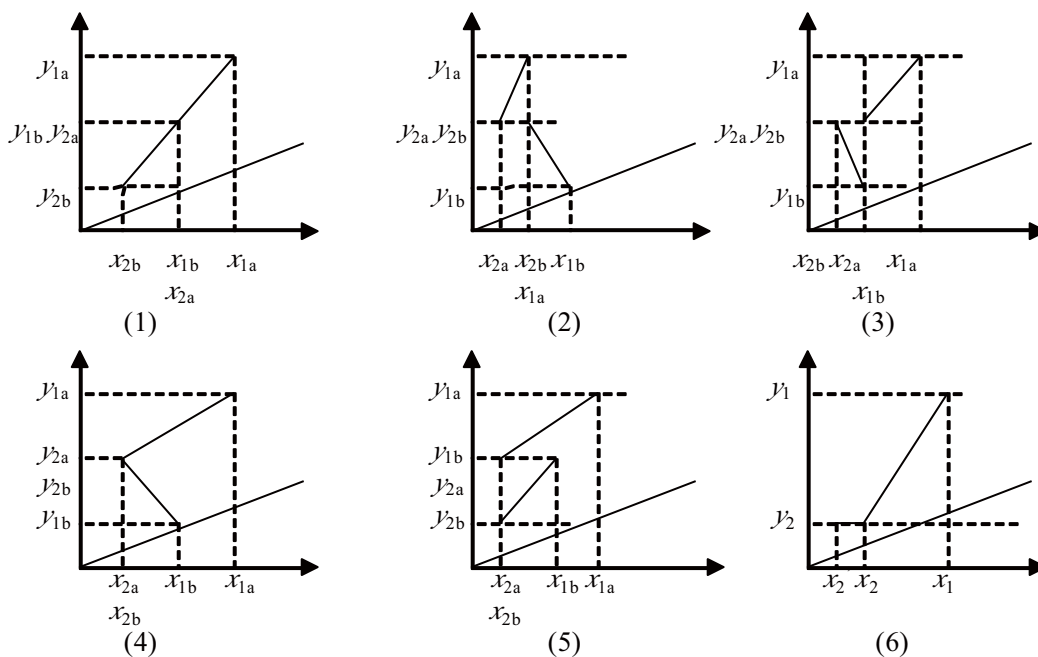 y1a y1a y1a
y1b y2a y2a y2b y2a y2b
y2b y1b y1b
x2b x1b x1a x2a x2b x1b x2b x2a x1a
x2a x1a x1b
(1) (2) (3)
y1a y1a y1
y2a y1b
y2b y2a
y1b y2b y2
x2a x1b x1a x2a x1b x1a x2 x2 x1
x2b x2b
(4) (5) (6)